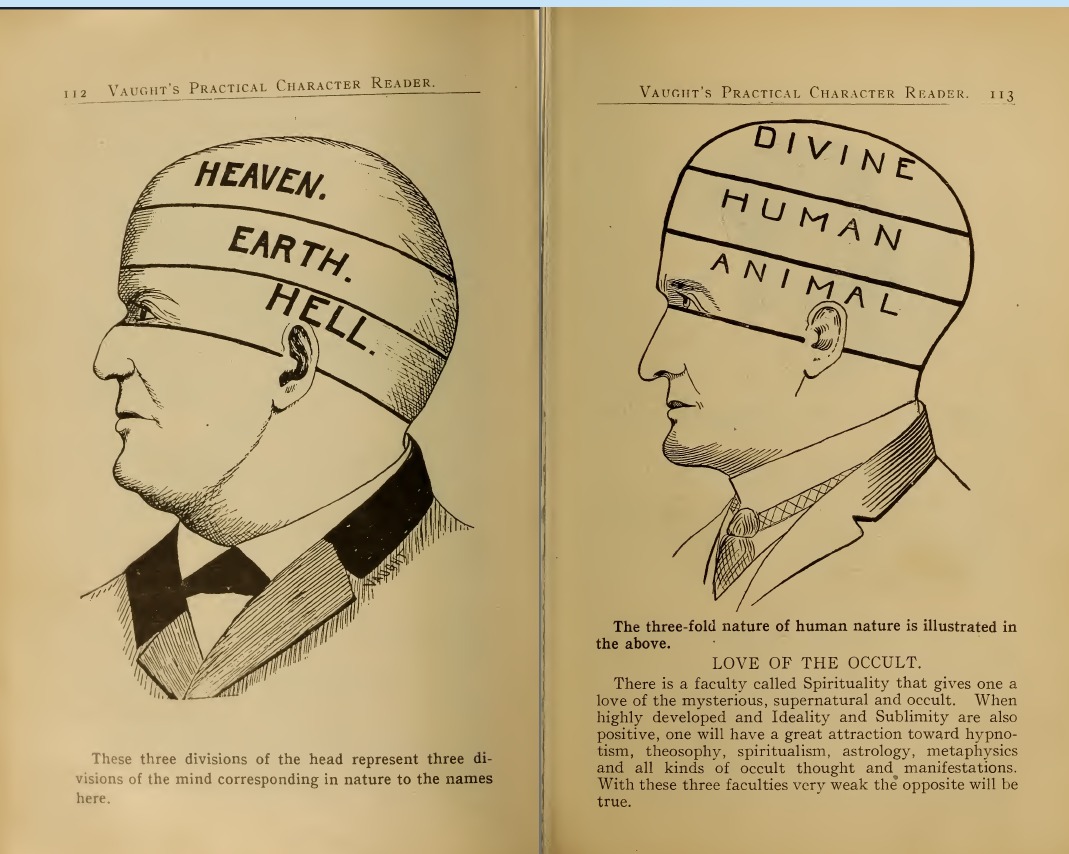 112 VAUGHT'S PRACTICAL CHARACTER READER.
HEAVEN.
EARTH.
HELL.
VAUGHT
These three divisions of the head represent three di-
visions of the mind corresponding in nature to the names
here.
VAUGHT'S PRACTICAL CHARACTER READER. 113
DIVINE
HUMAN
ANIMAL
The three-fold nature of human nature is illustrated in
the above.
LOVE OF THE OCCULT.
There is a faculty called Spirituality that gives one a
love of the mysterious, supernatural and occult. When
highly developed and Ideality and Sublimity are also
positive, one will have a great attraction toward hypno-
tism, theosophy, spiritualism, astrology, metaphysics
and all kinds of occult thought and manifestations.
With these three faculties very weak the opposite will be
true.